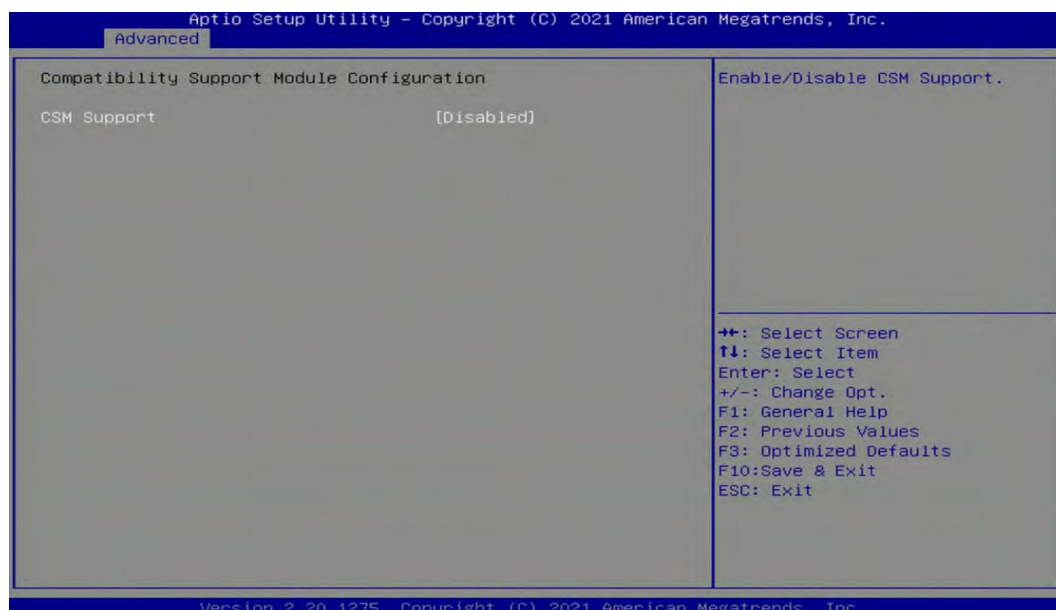 Aptio Setup Utility – Copyright (C) 2021 American Megatrends, Inc.
Advanced
Compatibility Support Module Configuration
CSM Support [Disabled]
Enable/Disable CSM Support.
→←: Select Screen
↑↓: Select Item
Enter: Select
+/-: Change Opt.
F1: General Help
F2: Previous Values
F3: Optimized Defaults
F10:Save & Exit
ESC: Exit
Version 2.20.1275. Copyright (C) 2021 American Megatrends, Inc.